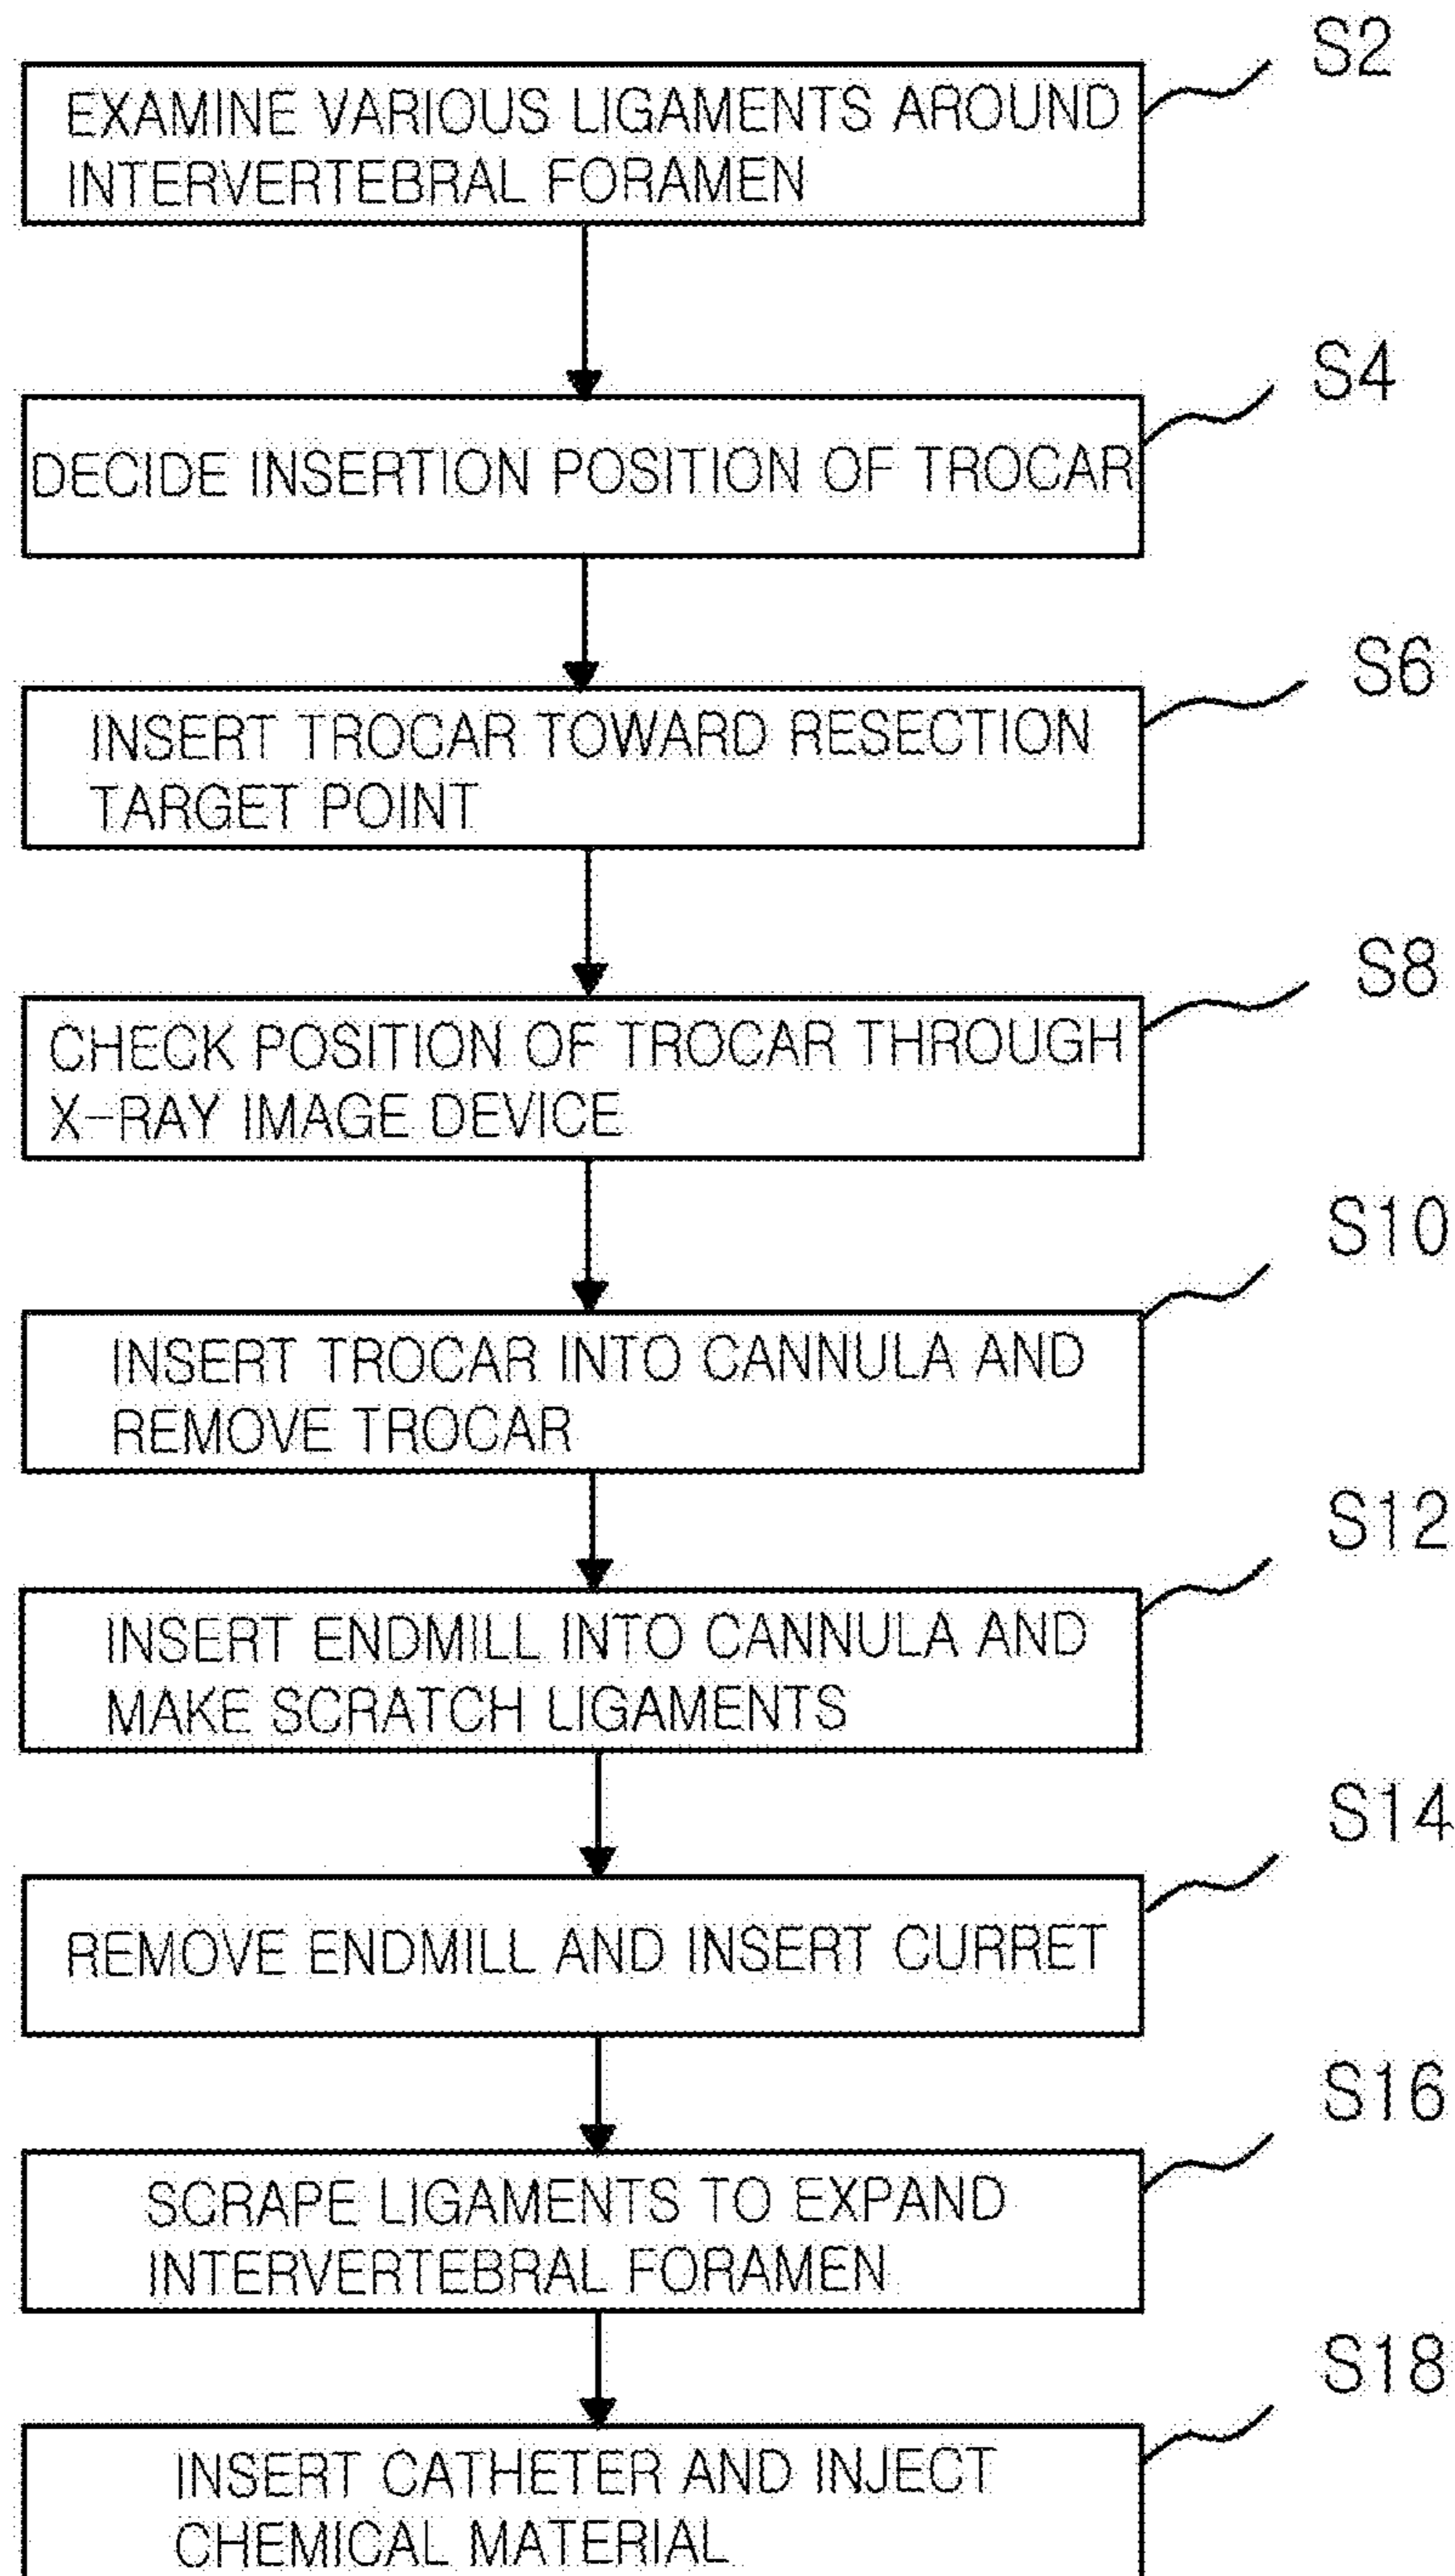 S2
EXAMINE VARIOUS LIGAMENTS AROUND
INTERVERTEBRAL FORAMEN
S4
DECIDE INSERTION POSITION OF TROCAR
S6
INSERT TROCAR TOWARD RESECTION
TARGET POINT
S8
CHECK POSITION OF TROCAR THROUGH
X-RAY IMAGE DEVICE
S10
INSERT TROCAR INTO CANNULA AND
REMOVE TROCAR
S12
INSERT ENDMILL INTO CANNULA AND
MAKE SCRATCH LIGAMENTS
S14
REMOVE ENDMILL AND INSERT CURRET
S16
SCRAPE LIGAMENTS TO EXPAND
INTERVERTEBRAL FORAMEN
S18
INSERT CATHETER AND INJECT
CHEMICAL MATERIAL